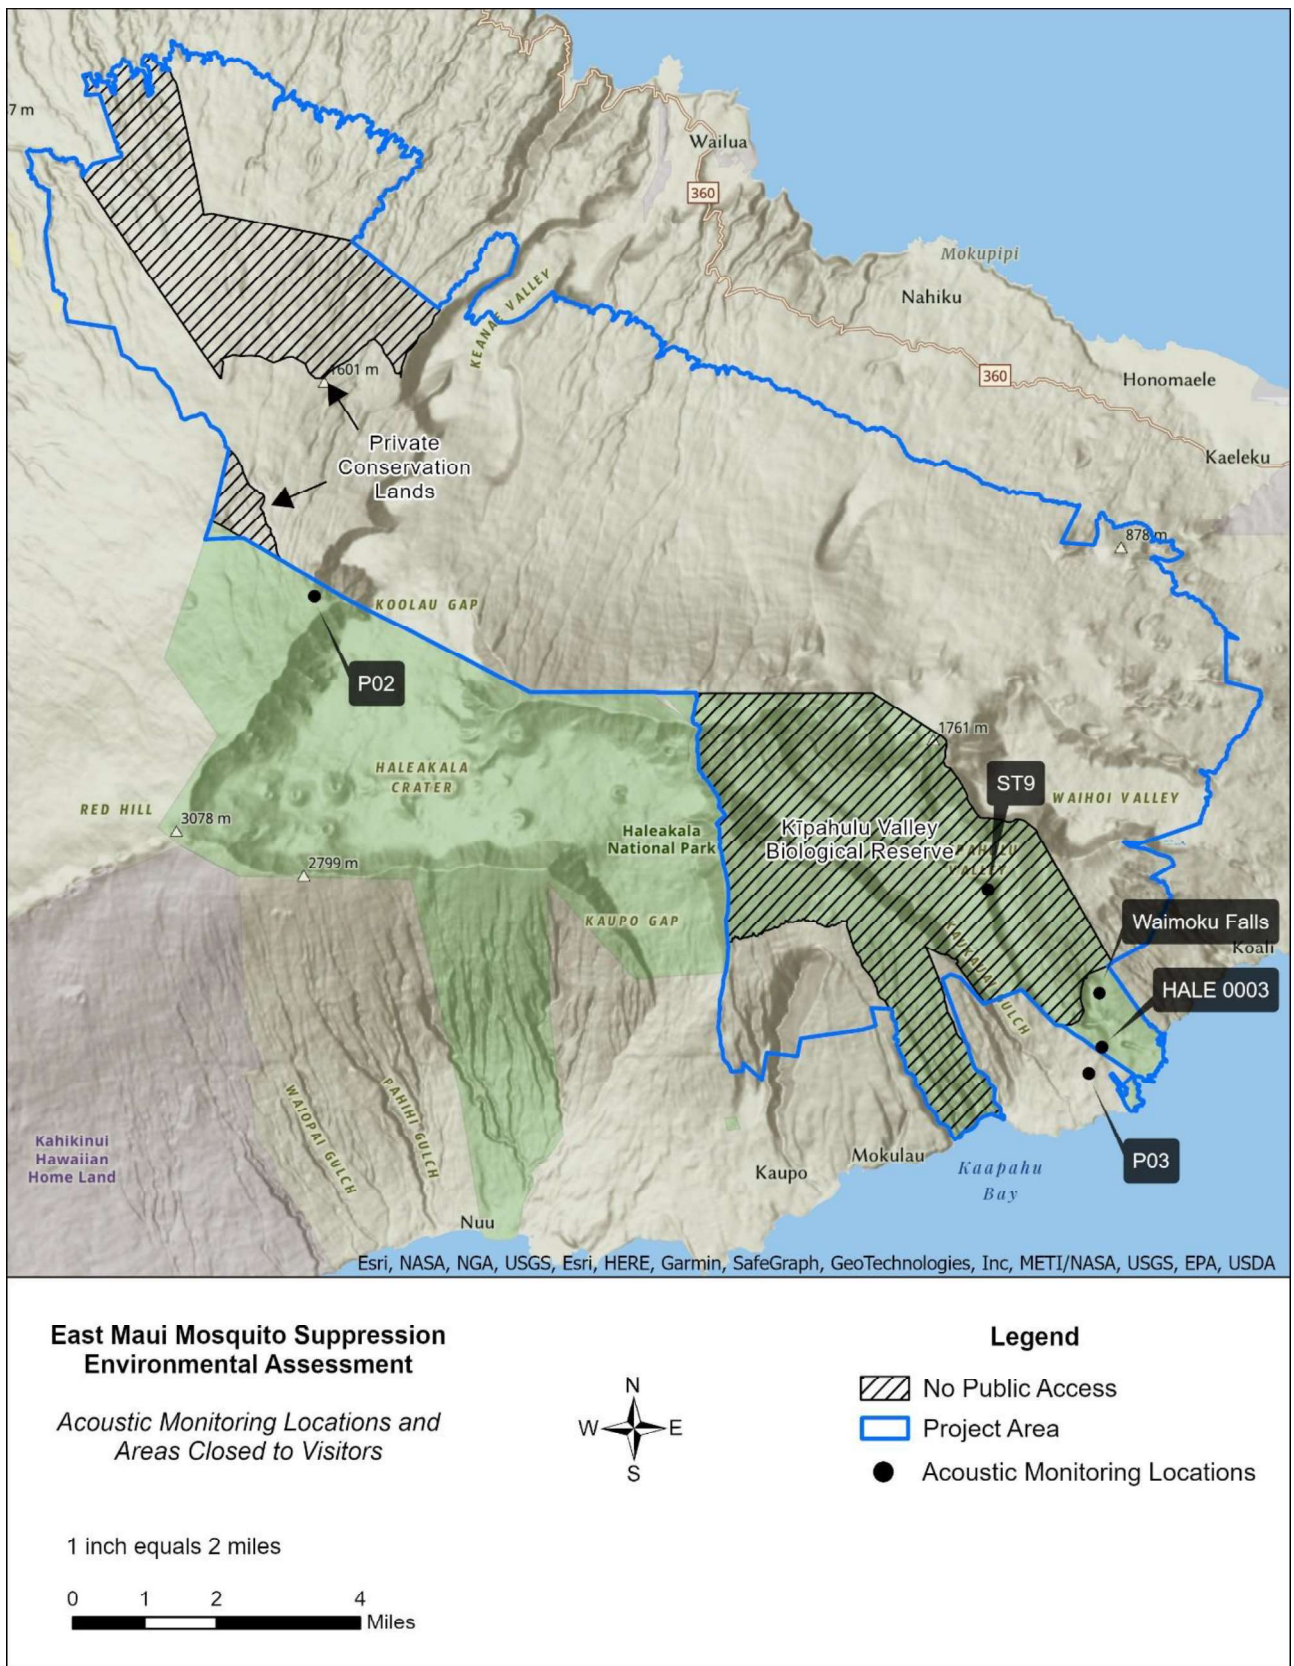 7 m
Wailua
360
Mokupipi
Nahiku
KEANAE VALLEY
360
Honomaele
1601 m
Kaeleku
Private
Conservation
Lands
878 m
KOOLAU GAP
P02
1761 m
HALEAKALA
CRATER
ST9
WAIHOI VALLEY
RED HILL
3078 m
Haleakala
National Park
Kīpahulu Valley
Biological Reserve
2799 m
KAUPO GAP
Waimoku Falls
Koali
HALE 0003
GULCH
WAIOPAI GULCH
PAHIHI GULCH
Kahikinui
Hawaiian
Home Land
Mokulau
Kaupo
Kaapahu
Bay
P03
Nuu
Esri, NASA, NGA, USGS, Esri, HERE, Garmin, SafeGraph, GeoTechnologies, Inc, METI/NASA, USGS, EPA, USDA
East Maui Mosquito Suppression
Environmental Assessment
Acoustic Monitoring Locations and
Areas Closed to Visitors
1 inch equals 2 miles
0 1 2 4
Miles
N
W E
S
Legend
No Public Access
Project Area
Acoustic Monitoring Locations